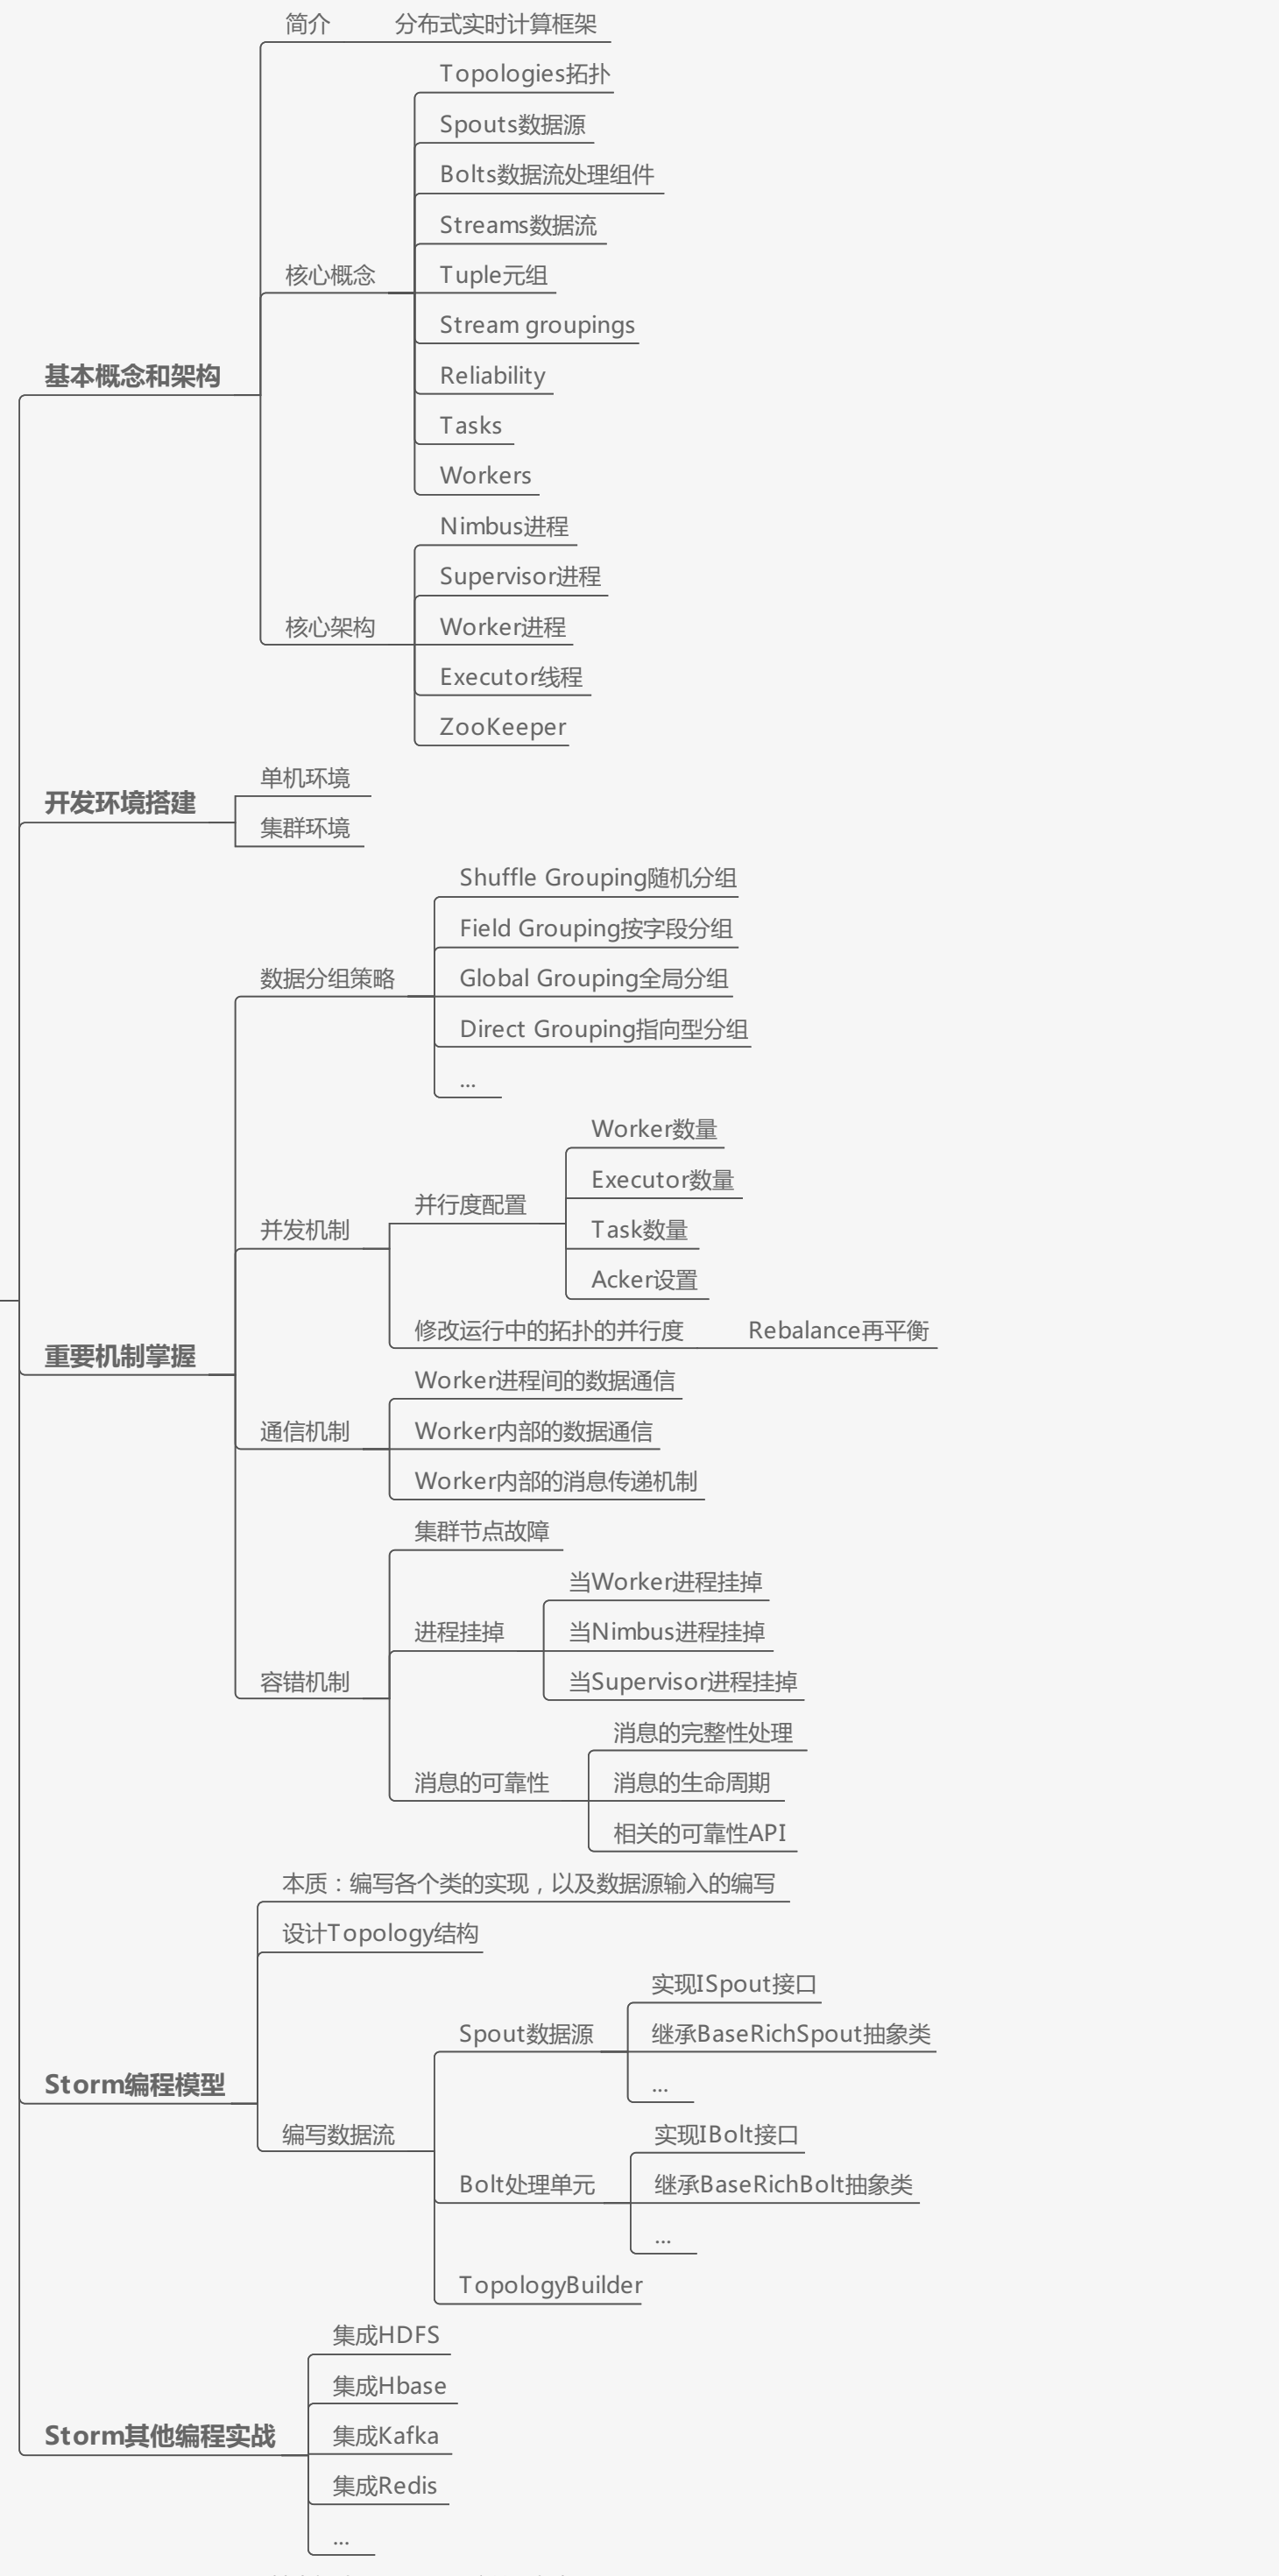 简介 分布式实时计算框架
Topologies拓扑
Spouts数据源
Bolts数据流处理组件
Streams数据流
核心概念 Tuple元组
Stream groupings
基本概念和架构 Reliability
Tasks
Workers
Nimbus进程
Supervisor进程
核心架构 Worker进程
Executor线程
ZooKeeper
单机环境
开发环境搭建
集群环境
Shuffle Grouping随机分组
Field Grouping按字段分组
数据分组策略 Global Grouping全局分组
Direct Grouping指向型分组
...
Worker数量
Executor数量
并行度配置
并发机制 Task数量
Acker设置
修改运行中的拓扑的并行度 Rebalance再平衡
重要机制掌握
Worker进程间的数据通信
通信机制 Worker内部的数据通信
Worker内部的消息传递机制
集群节点故障
当Worker进程挂掉
进程挂掉 当Nimbus进程挂掉
容错机制 当Supervisor进程挂掉
消息的完整性处理
消息的可靠性 消息的生命周期
相关的可靠性API
本质：编写各个类的实现，以及数据源输入的编写
设计Topology结构
实现ISpout接口
Spout数据源 继承BaseRichSpout抽象类
...
Storm编程模型
编写数据流 实现IBolt接口
Bolt处理单元 继承BaseRichBolt抽象类
...
TopologyBuilder
集成HDFS
集成Hbase
Storm其他编程实战 集成Kafka
集成Redis
...